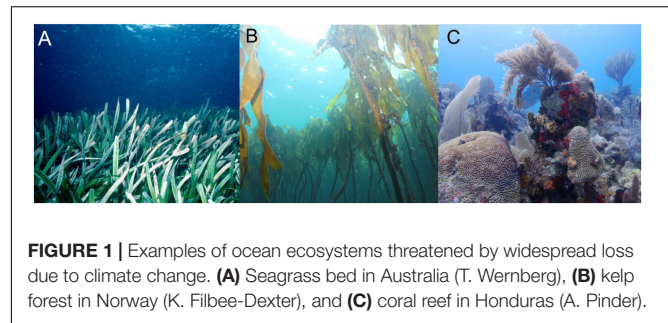 A B C
FIGURE 1 | Examples of ocean ecosystems threatened by widespread loss
due to climate change. (A) Seagrass bed in Australia (T. Wernberg), (B) kelp
forest in Norway (K. Filbee-Dexter), and (C) coral reef in Honduras (A. Pinder).